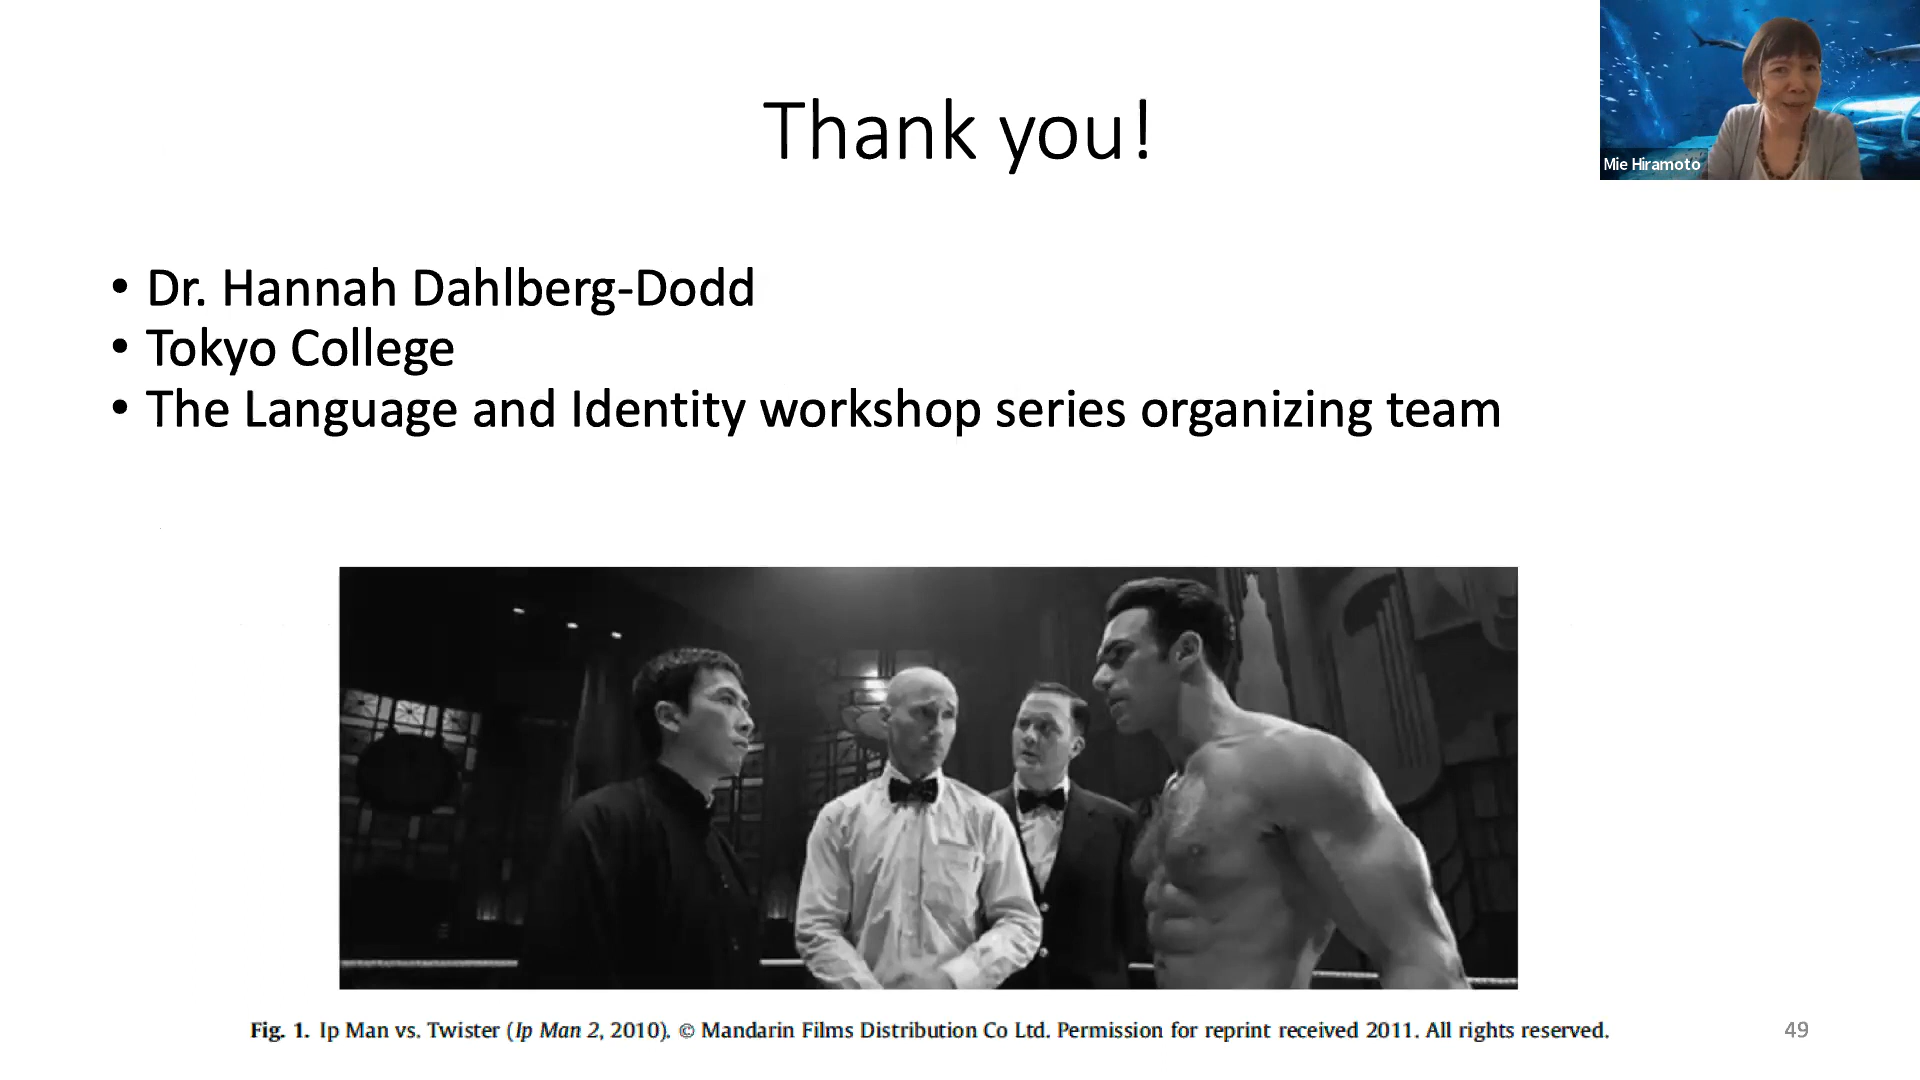 Thank you!
Mie Hiramoto
• Dr. Hannah Dahlberg-Dodd
• Tokyo College
• The Language and Identity workshop series organizing team
Fig. 1. Ip Man vs. Twister (Ip Man 2, 2010). © Mandarin Films Distribution Co Ltd. Permission for reprint received 2011. All rights reserved.
49